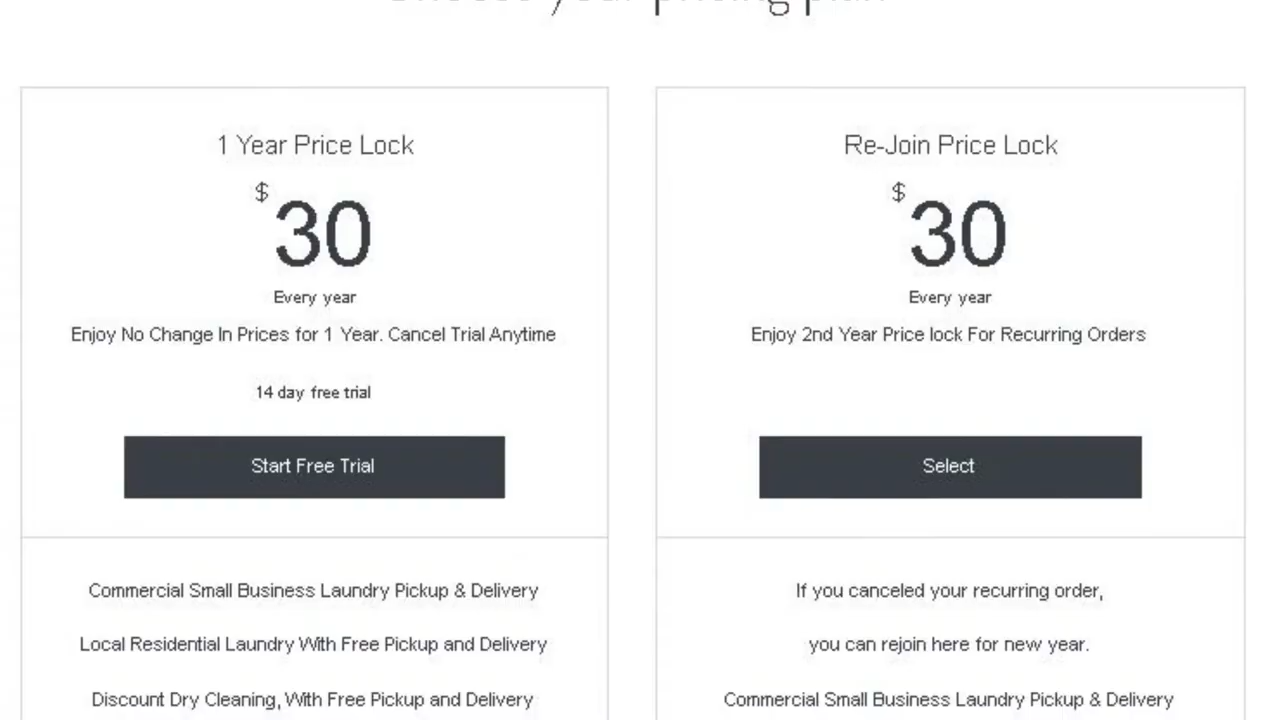 Choose your pricing plan
1 Year Price Lock
$
30
Every year
Enjoy No Change In Prices for 1 Year. Cancel Trial Anytime
14 day free trial
Start Free Trial
Commercial Small Business Laundry Pickup & Delivery
Local Residential Laundry With Free Pickup and Delivery
Discount Dry Cleaning, With Free Pickup and Delivery
Re-Join Price Lock
$
30
Every year
Enjoy 2nd Year Price lock For Recurring Orders
Select
If you canceled your recurring order,
you can rejoin here for new year.
Commercial Small Business Laundry Pickup & Delivery